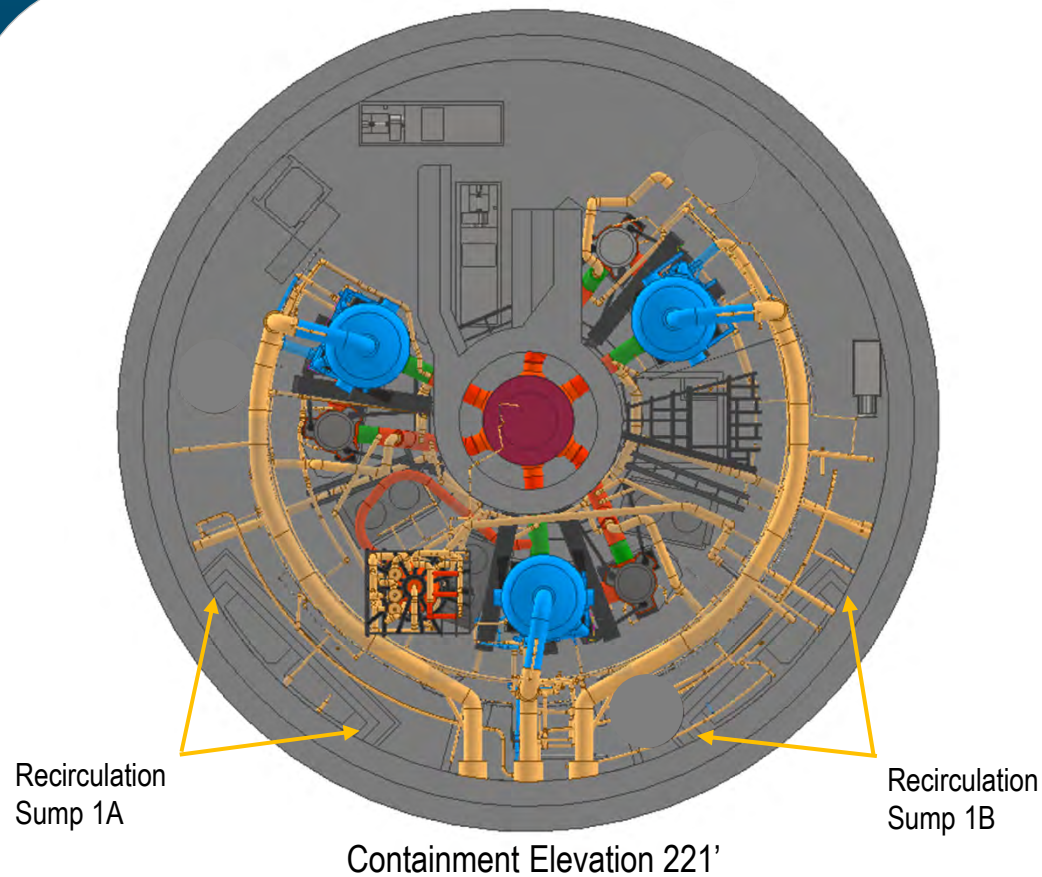 Recirculation
Sump 1A
Recirculation
Sump 1B
Containment Elevation 221’